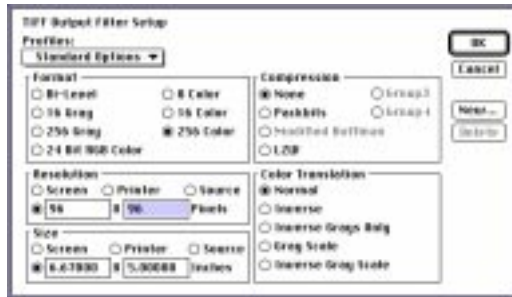 TIFF Output Filter Setup
Profiles:
Standard Options
OK
Cancel
New...
Delete
Format
Bi-Level
8 Color
16 Gray
16 Color
256 Gray
256 Color
24 Bit RGB Color
Compression
None
Group3
Packbits
Group4
Modified Huffman
LZW
Resolution
Screen
Printer
Source
96 X 96 Pixels
Size
Screen
Printer
Source
6.67000 X 5.00000 Inches
Color Translation
Normal
Inverse
Inverse Grays Only
Gray Scale
Inverse Gray Scale